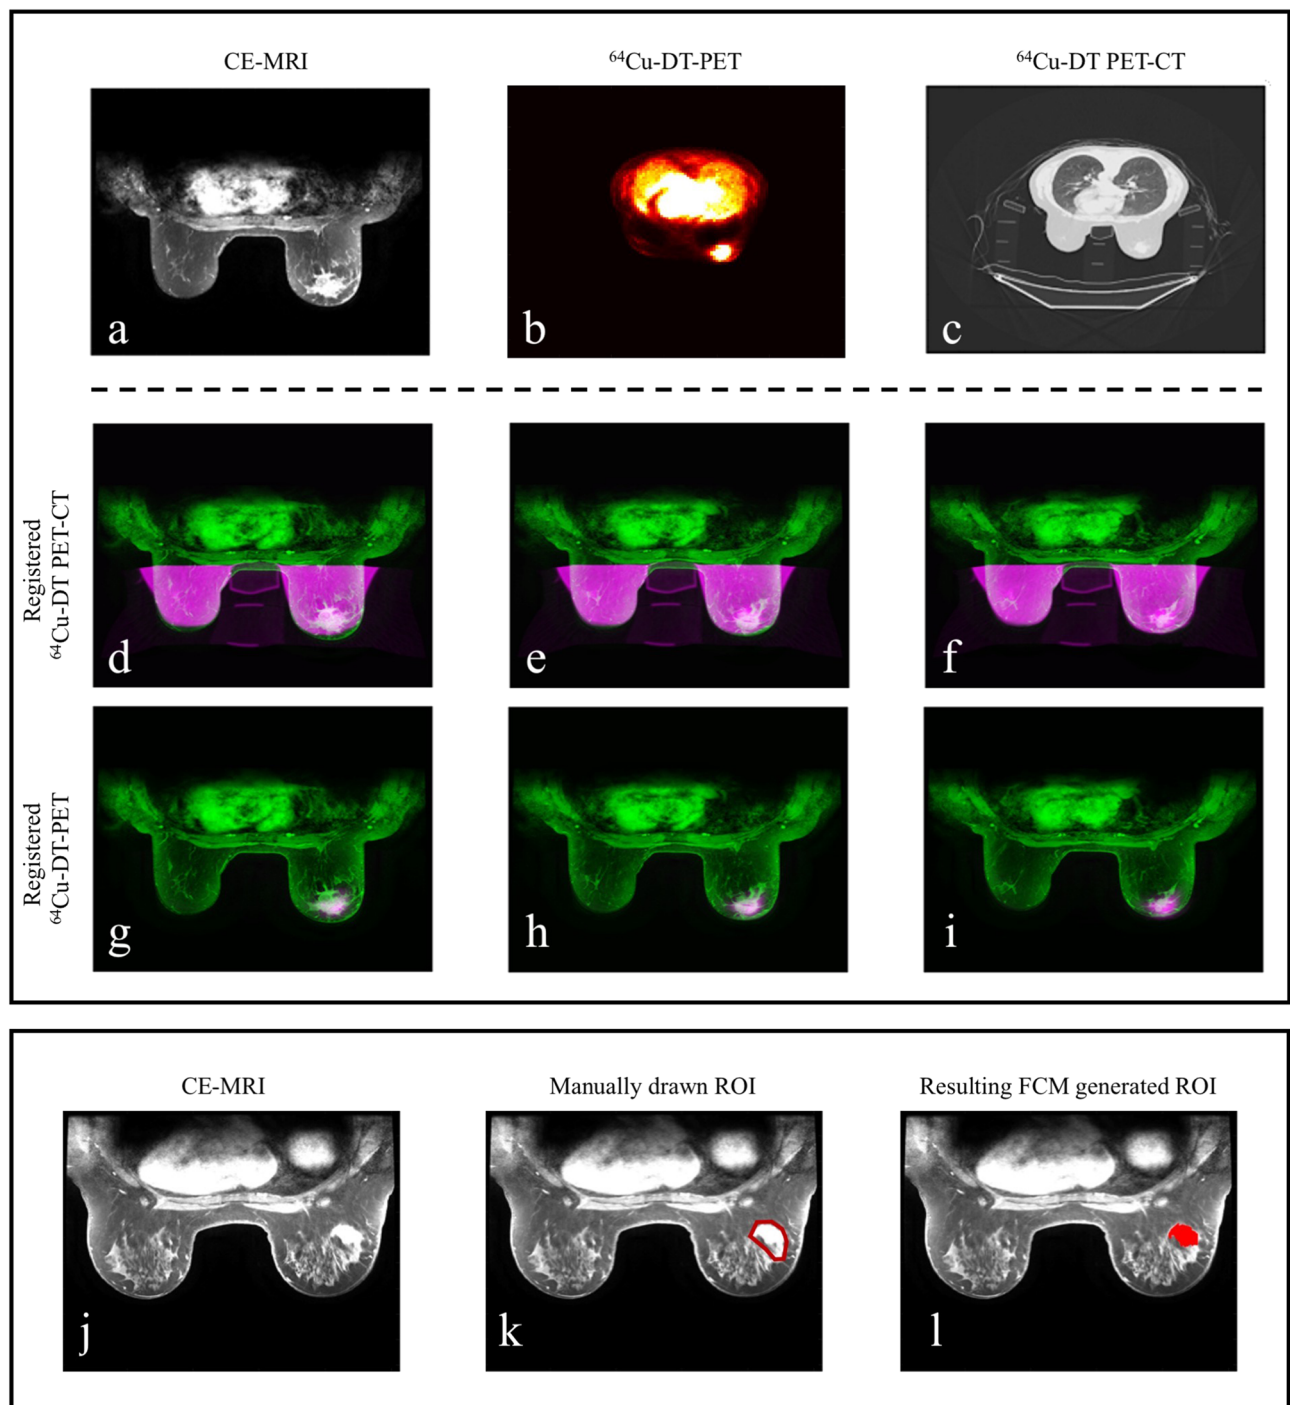 CE-MRI
⁶⁴Cu-DT-PET
⁶⁴Cu-DT PET-CT
a
b
c
Registered
⁶⁴Cu-DT PET-CT
d
e
f
Registered
⁶⁴Cu-DT-PET
g
h
i
CE-MRI
Manually drawn ROI
Resulting FCM generated ROI
j
k
l